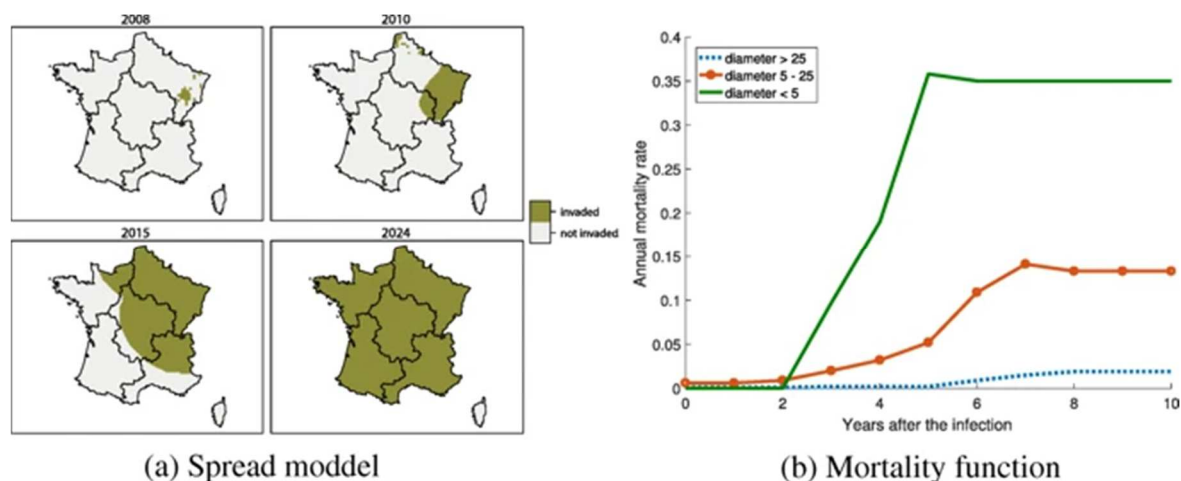 2008
2010
invaded
not invaded
2015
2024
(a) Spread moddel
0.4
0.35
0.3
0.25
0.2
0.15
0.1
0.05
0
Annual mortality rate
diameter > 25
diameter 5 - 25
diameter < 5
0 2 4 6 8 10
Years after the infection
(b) Mortality function